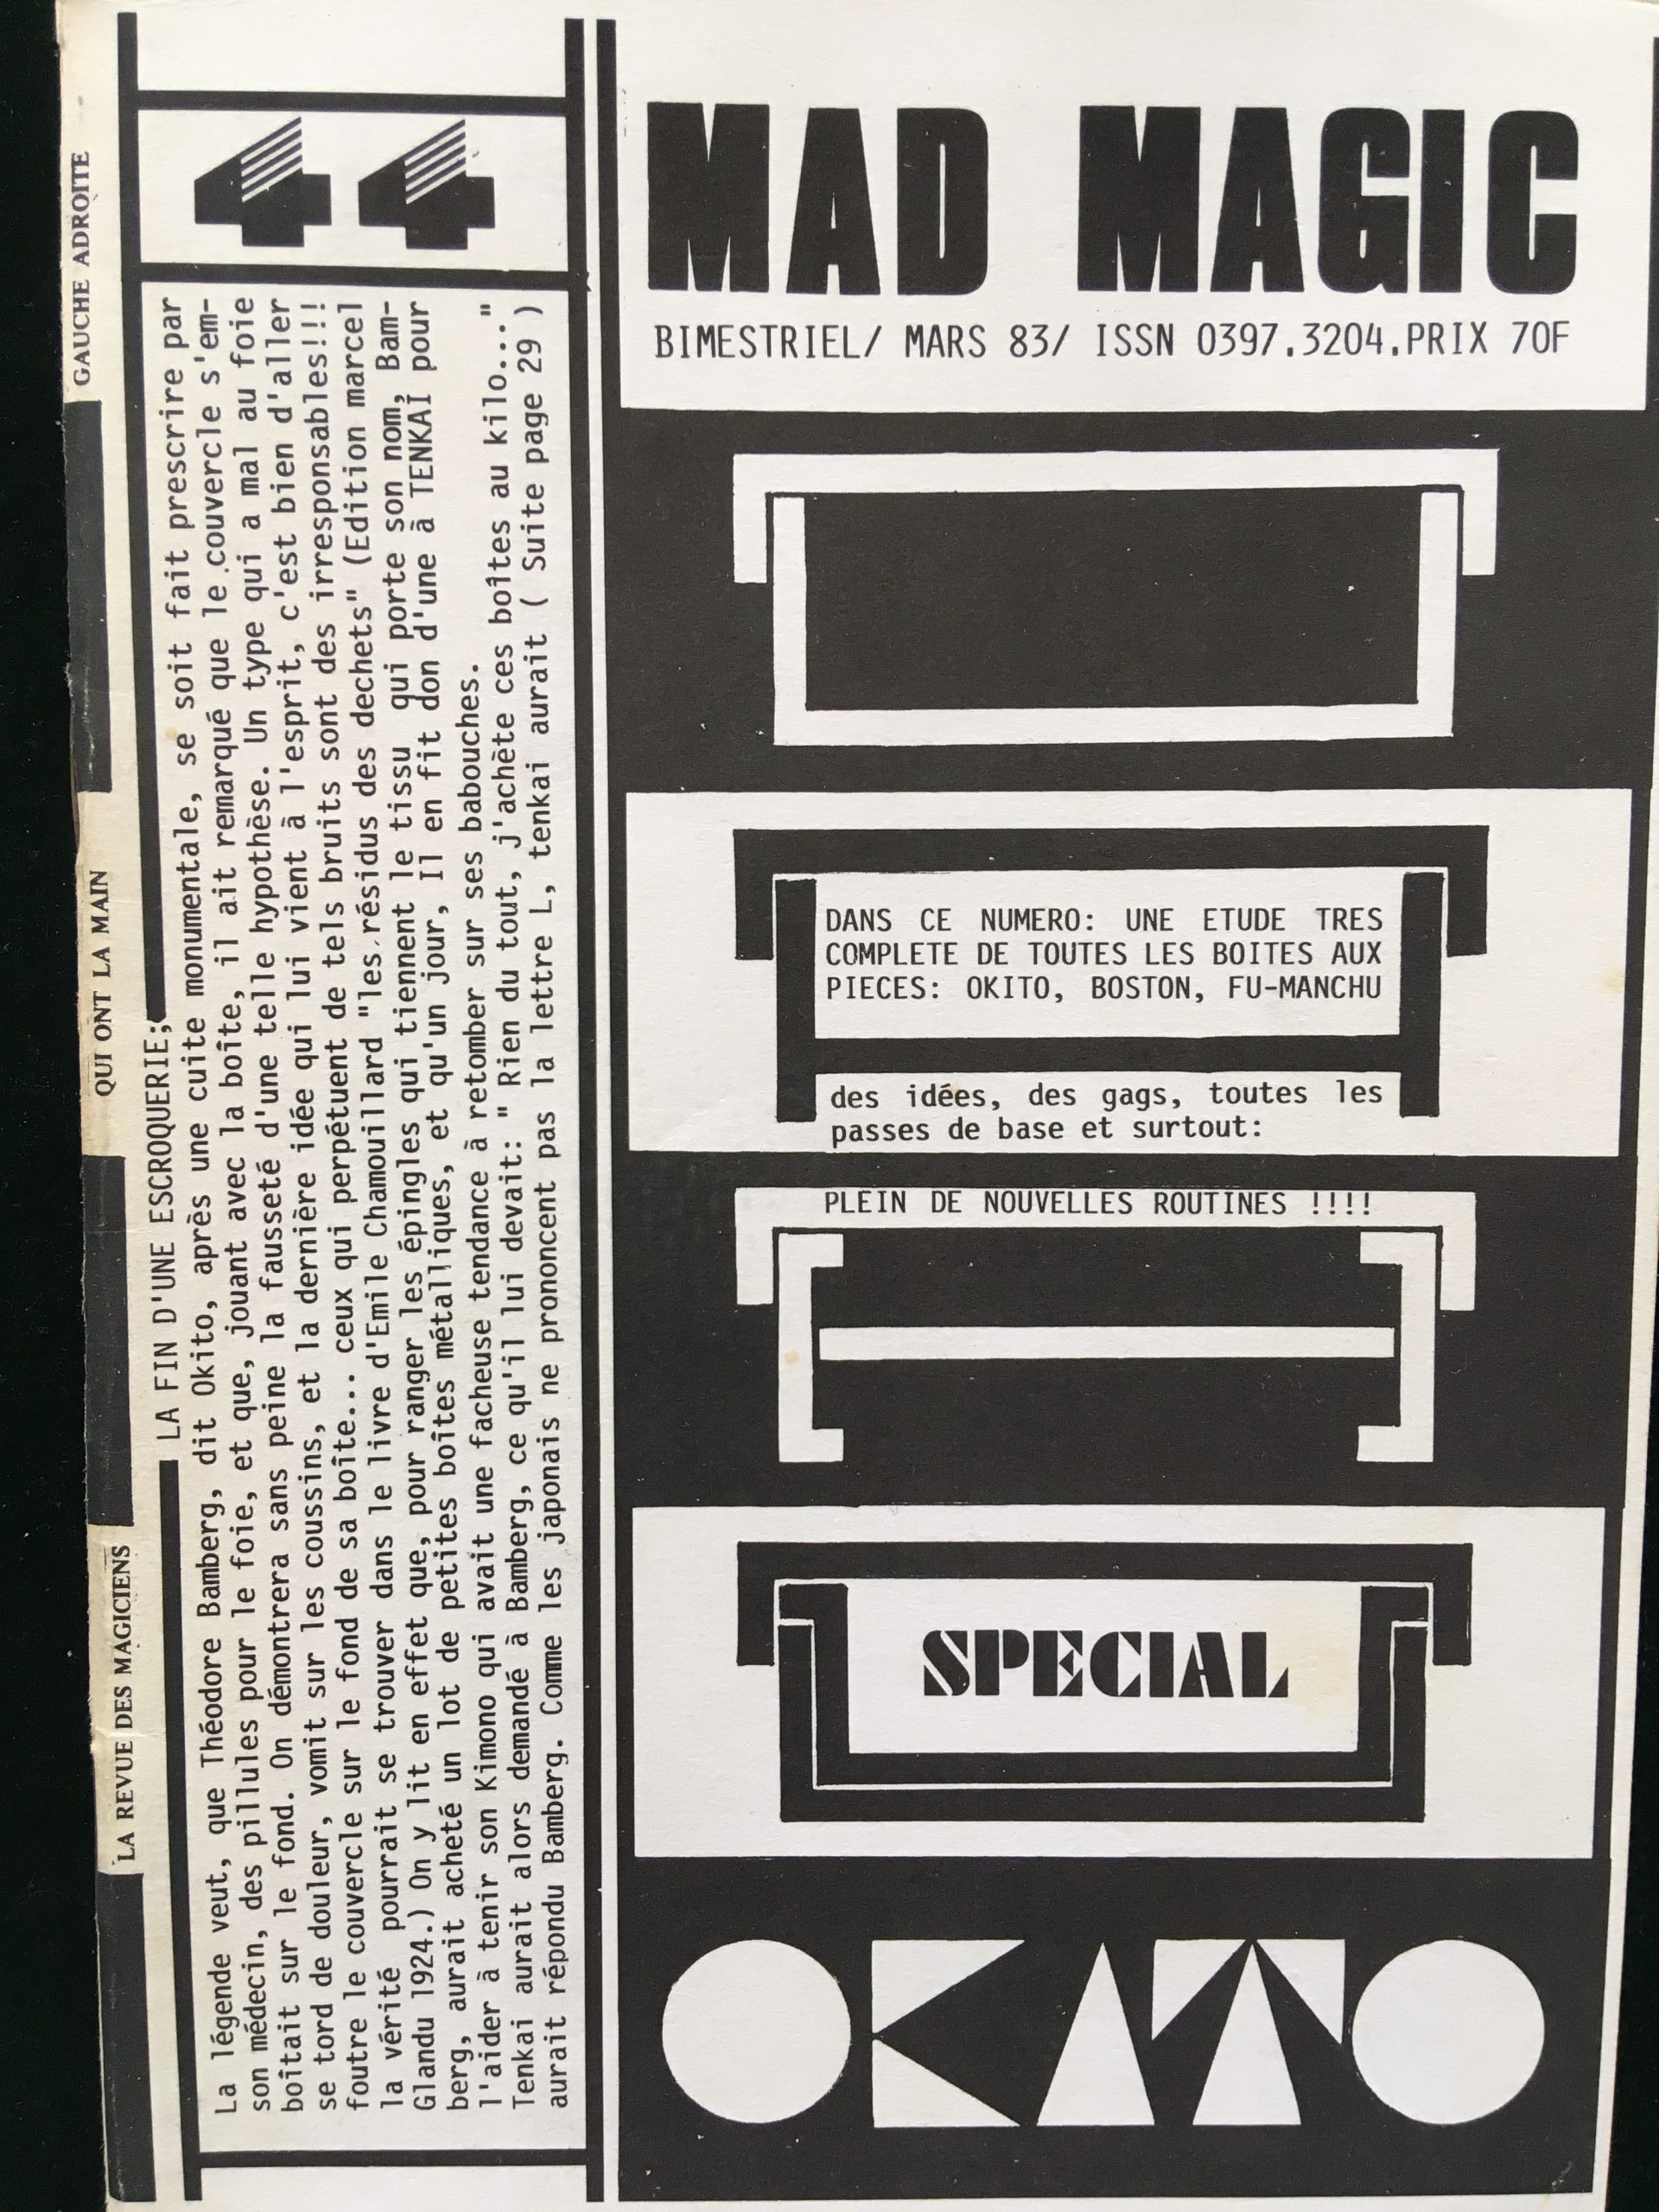 LA REVUE DES MAGICIENS
QUI ONT LA MAIN
GAUCHE ADROITE
44
LA FIN D'UNE ESCROQUERIE;
La légende veut, que Théodore Bamberg, dit Okito, après une cuite monumentale, se soit fait prescrire par
son médecin, des pillules pour le foie, et que, jouant avec la boîte, il ait remarqué que le couvercle s'em-
boîtait sur le fond. On démontrera sans peine la fausseté d'une telle hypothèse. Un type qui a mal au foie
se tord de douleur, vomit sur les coussins, et la dernière idée qui lui vient à l'esprit, c'est bien d'aller
foutre le couvercle sur le fond de sa boîte... ceux qui perpétuent de tels bruits sont des irresponsables!!!
la vérité pourrait se trouver dans le livre d'Emile Chamouillard "les résidus des dechets" (Edition marcel
Glandu 1924.) On y lit en effet que, pour ranger les épingles qui tiennent le tissu qui porte son nom, Bam-
berg, aurait acheté un lot de petites boîtes métalliques, et qu'un jour, Il en fit don d'une à TENKAI pour
l'aider à tenir son Kimono qui avait une facheuse tendance à retomber sur ses babouches.
Tenkai aurait alors demandé à Bamberg, ce qu'il lui devait: " Rien du tout, j'achète ces boîtes au kilo..."
aurait répondu Bamberg. Comme les japonais ne prononcent pas la lettre L, tenkai aurait ( Suite page 29 )
MAD MAGIC
BIMESTRIEL/ MARS 83/ ISSN 0397.3204.PRIX 70F
DANS CE NUMERO: UNE ETUDE TRES
COMPLETE DE TOUTES LES BOITES AUX
PIECES: OKITO, BOSTON, FU-MANCHU
des idées, des gags, toutes les
passes de base et surtout:
PLEIN DE NOUVELLES ROUTINES !!!!
SPECIAL
OKITO